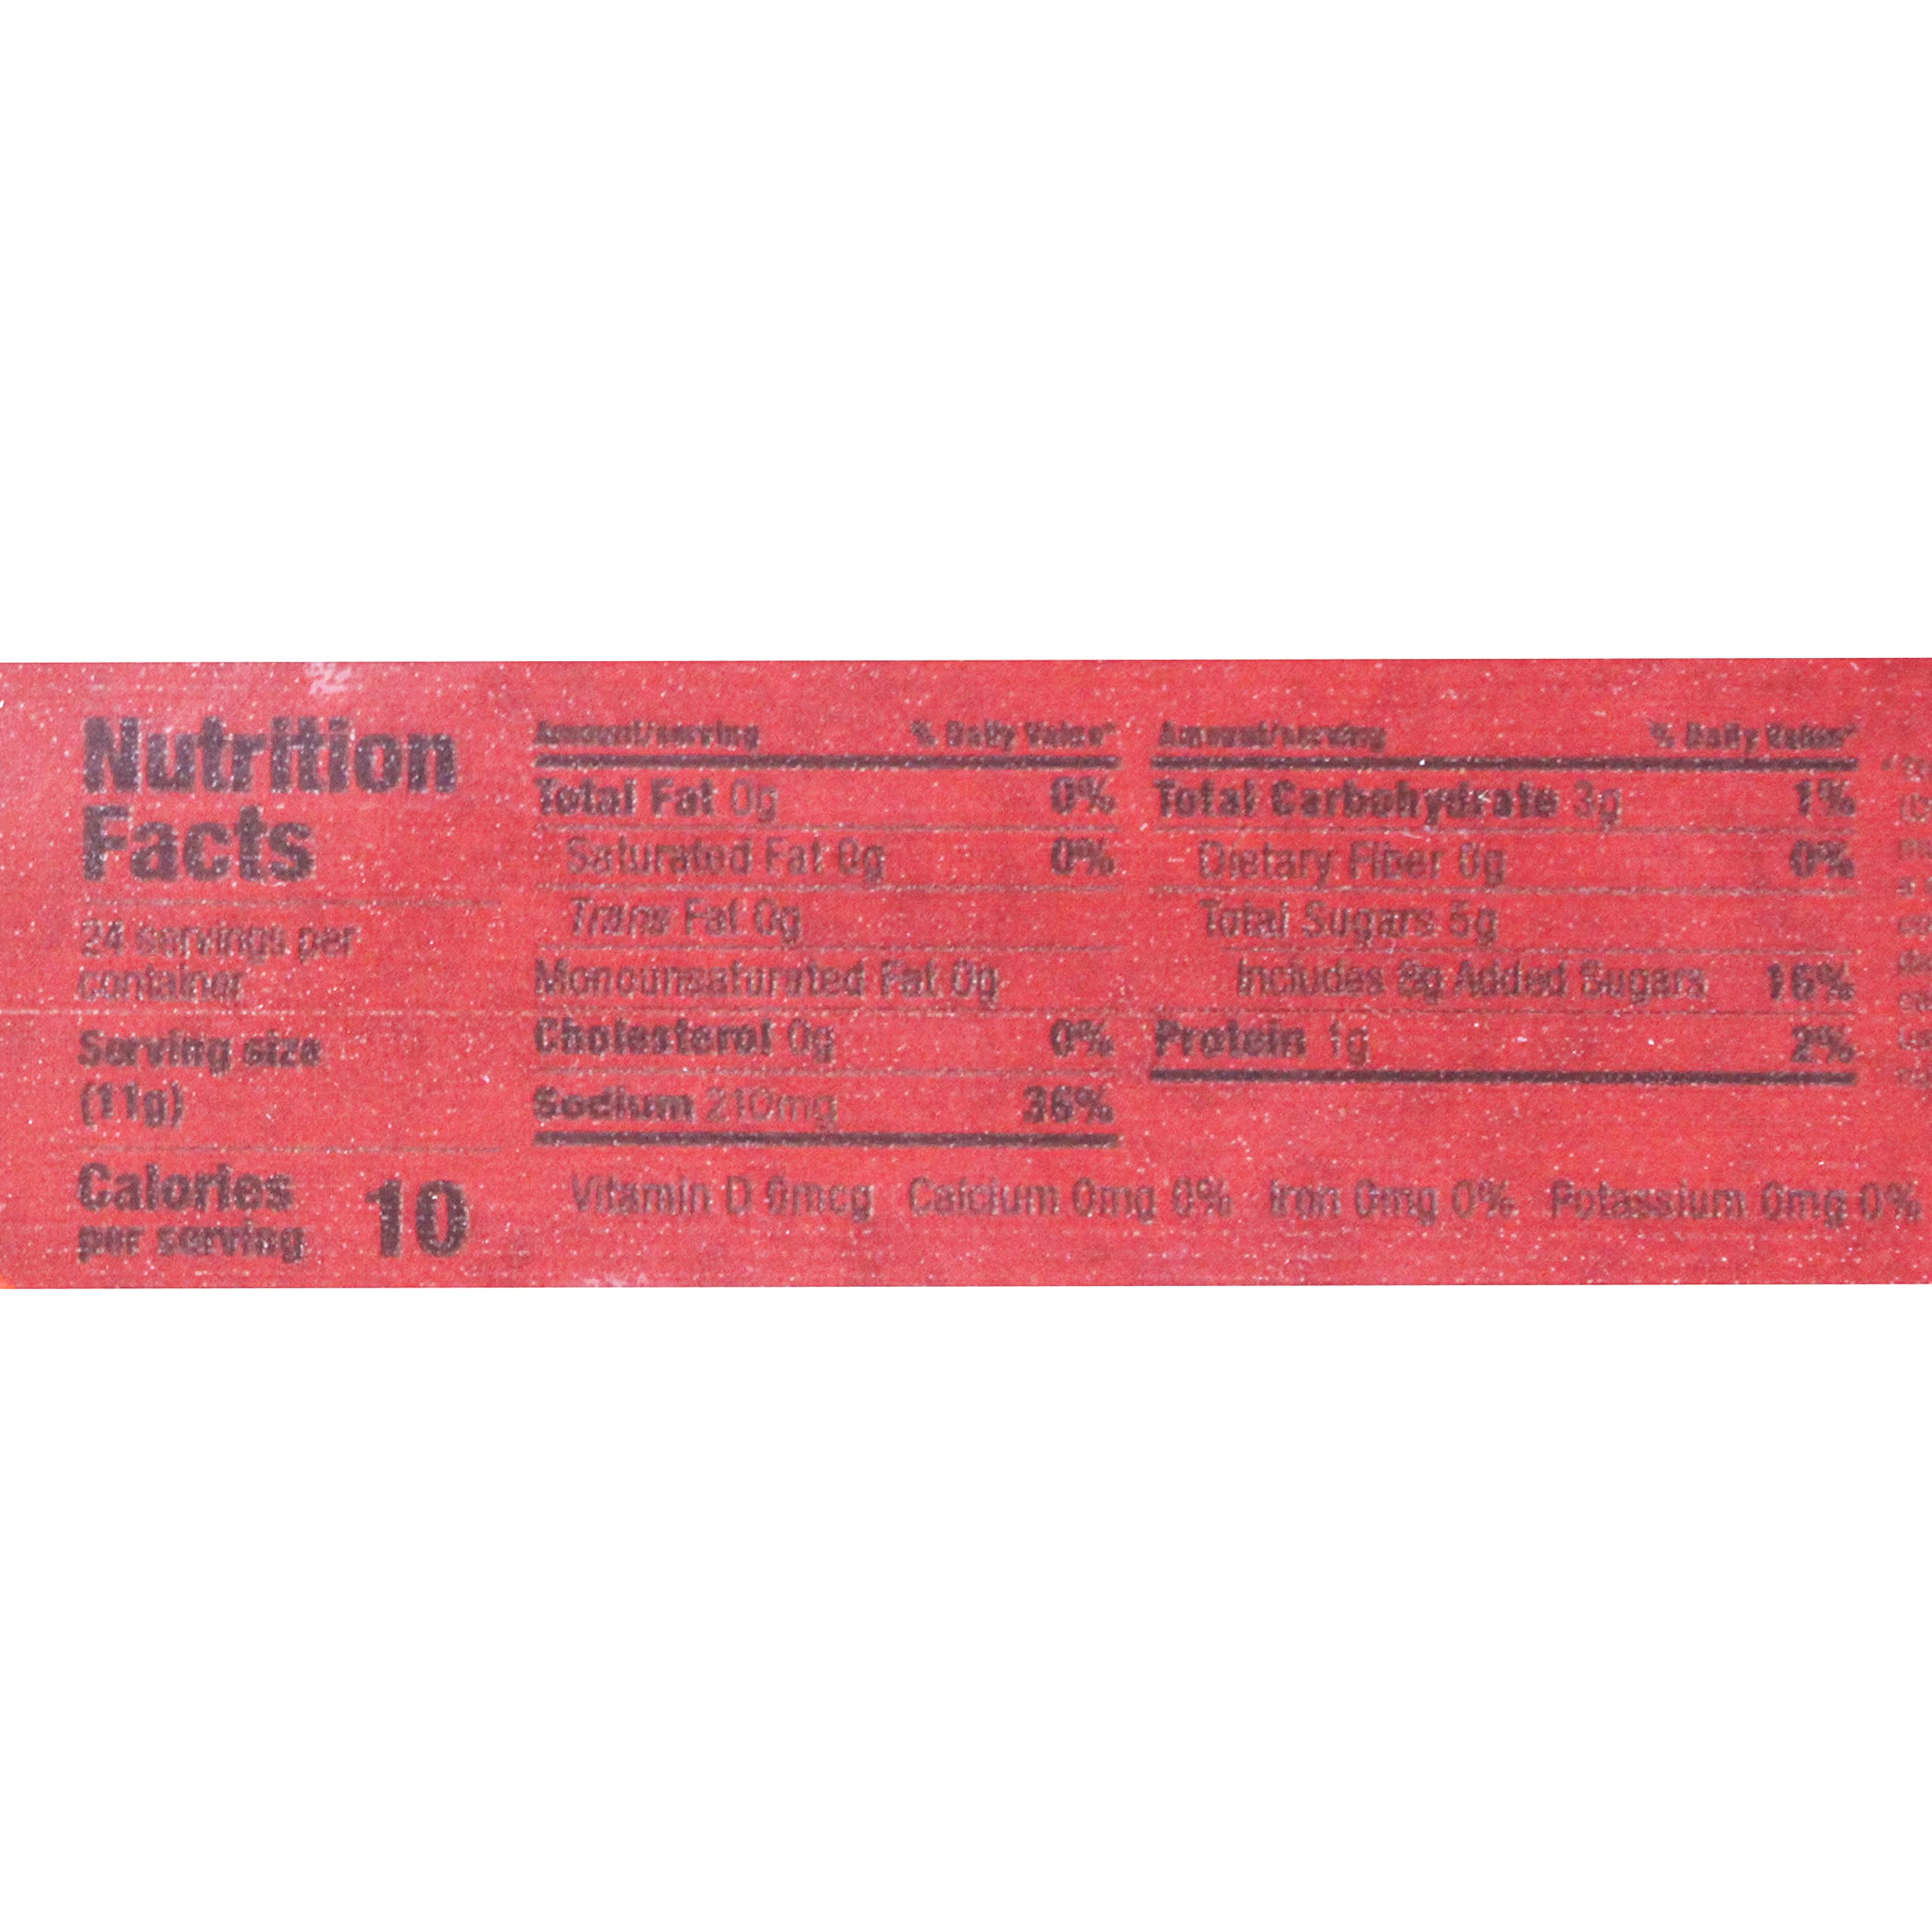 Nutrition
Facts
24 servings per
container
Serving size
(11g)
Calories
per serving 10
Amount/serving % Daily Value*
Total Fat 0g 0%
Saturated Fat 0g 0%
Trans Fat 0g
Monounsaturated Fat 0g
Cholesterol 0g 0%
Sodium 210mg 36%
Amount/serving % Daily Value*
Total Carbohydrate 3g 1%
Dietary Fiber 0g 0%
Total Sugars 5g
Includes 8g Added Sugars 16%
Protein 1g 2%
Vitamin D 0mcg Calcium 0mg 0% Iron 0mg 0% Potassium 0mg 0%